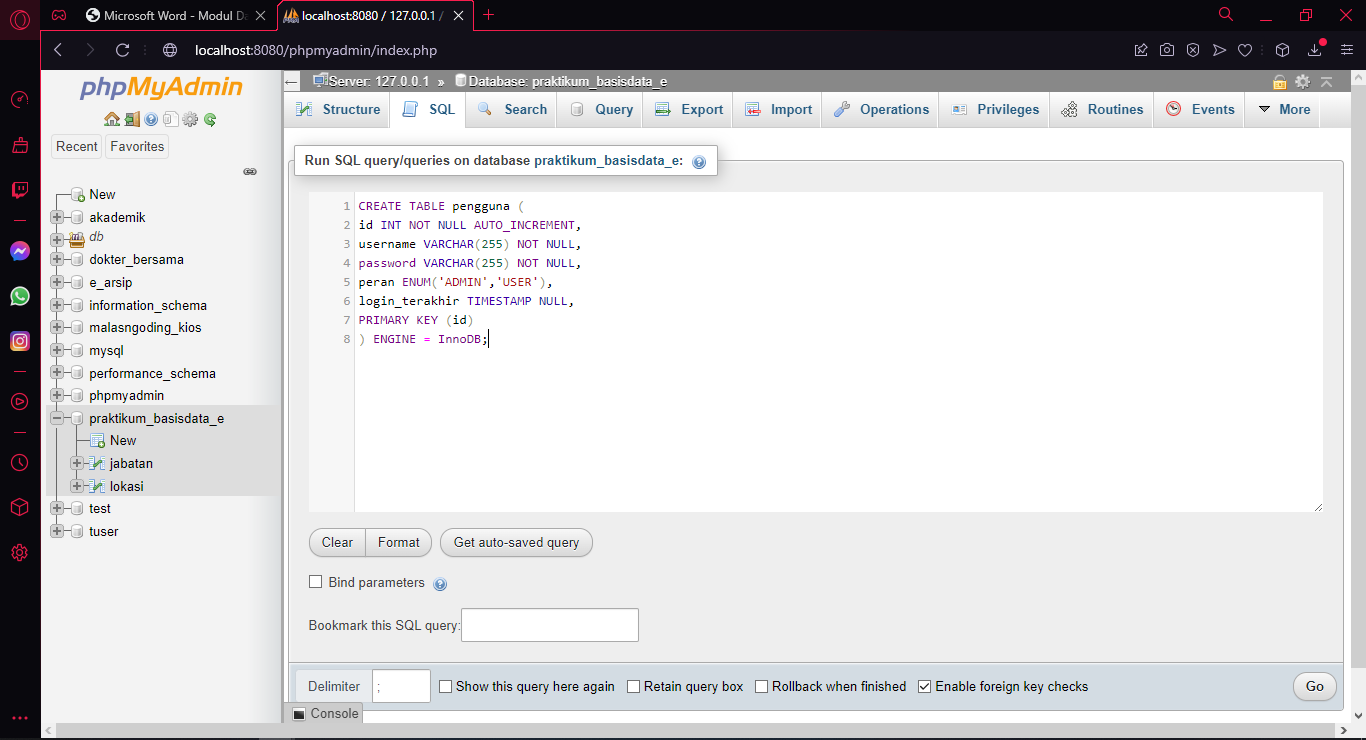 Microsoft Word - Modul Da
localhost:8080 / 127.0.0.1 /
localhost:8080/phpmyadmin/index.php
phpMyAdmin
Recent Favorites
New
akademik
db
dokter_bersama
e_arsip
information_schema
malasngoding_kios
mysql
performance_schema
phpmyadmin
praktikum_basisdata_e
New
jabatan
lokasi
test
tuser
Server: 127.0.0.1 » Database: praktikum_basisdata_e
Structure SQL Search Query Export Import Operations Privileges Routines Events More
Run SQL query/queries on database praktikum_basisdata_e:
1 CREATE TABLE pengguna (
2 id INT NOT NULL AUTO_INCREMENT,
3 username VARCHAR(255) NOT NULL,
4 password VARCHAR(255) NOT NULL,
5 peran ENUM('ADMIN','USER'),
6 login_terakhir TIMESTAMP NULL,
7 PRIMARY KEY (id)
8 ) ENGINE = InnoDB;
Clear Format Get auto-saved query
Bind parameters
Bookmark this SQL query:
Delimiter ; Show this query here again Retain query box Rollback when finished Enable foreign key checks Go
Console